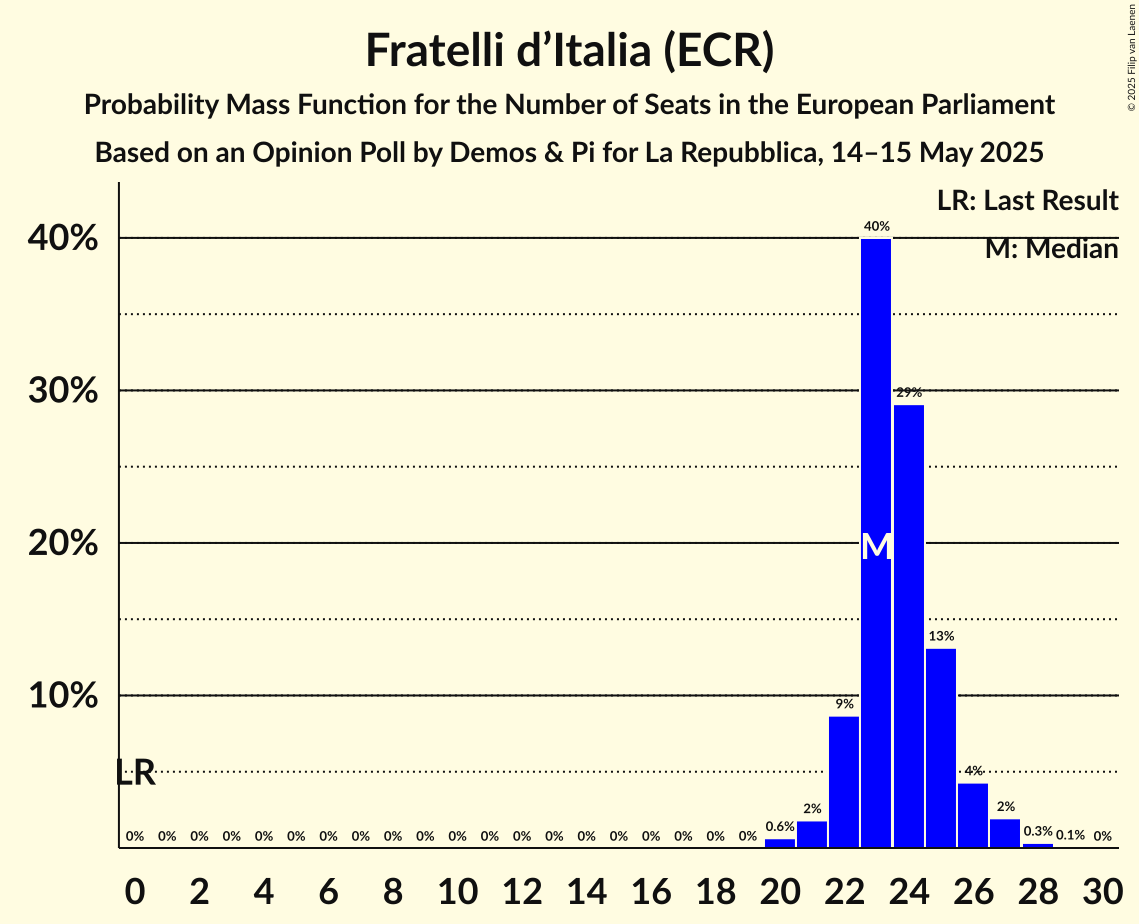 Fratelli d’Italia (ECR)
Probability Mass Function for the Number of Seats in the European Parliament
Based on an Opinion Poll by Demos & Pi for La Repubblica, 14–15 May 2025
© 2025 Filip van Laenen
LR: Last Result
M: Median
40%
30%
20%
10%
LR
M
0% 0% 0% 0% 0% 0% 0% 0% 0% 0% 0% 0% 0% 0% 0% 0% 0% 0% 0% 0% 0.6% 2% 9% 40% 29% 13% 4% 2% 0.3% 0.1% 0%
0 2 4 6 8 10 12 14 16 18 20 22 24 26 28 30